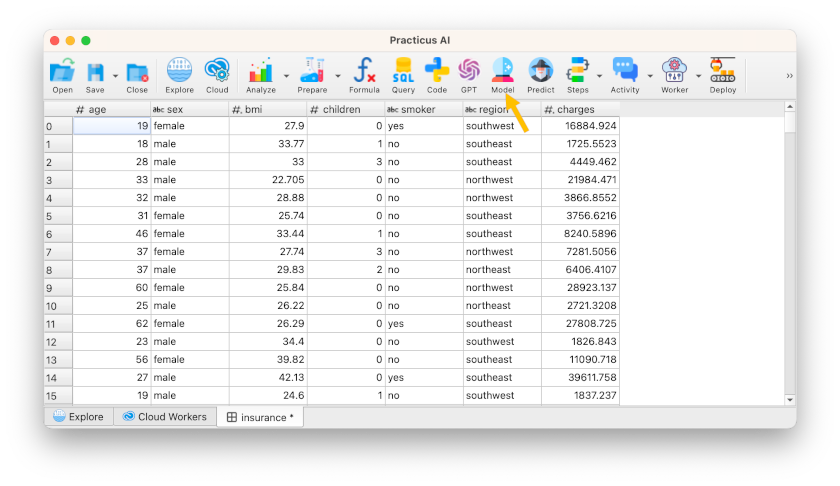 Practicus AI
Open Save Close Explore Cloud Analyze Prepare Formula SQL Query Code GPT Model Predict Steps Activity Worker Deploy »
# age abc sex #. bmi # children abc smoker abc region #. charges
0 19 female 27.9 0 yes southwest 16884.924
1 18 male 33.77 1 no southeast 1725.5523
2 28 male 33 3 no southeast 4449.462
3 33 male 22.705 0 no northwest 21984.471
4 32 male 28.88 0 no northwest 3866.8552
5 31 female 25.74 0 no southeast 3756.6216
6 46 female 33.44 1 no southeast 8240.5896
7 37 female 27.74 3 no northwest 7281.5056
8 37 male 29.83 2 no northeast 6406.4107
9 60 female 25.84 0 no northwest 28923.137
10 25 male 26.22 0 no northeast 2721.3208
11 62 female 26.29 0 yes southeast 27808.725
12 23 male 34.4 0 no southwest 1826.843
13 56 female 39.82 0 no southeast 11090.718
14 27 male 42.13 0 yes southeast 39611.758
15 19 male 24.6 1 no southwest 1837.237
Explore Cloud Workers insurance *